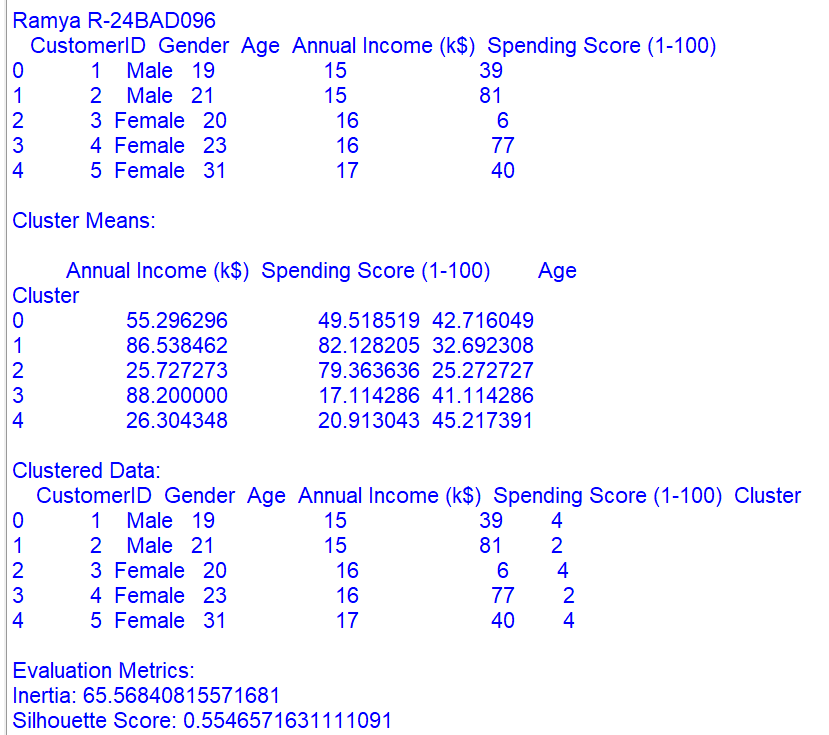 Ramya R-24BAD096
CustomerID Gender Age Annual Income (k$) Spending Score (1-100)
0 1 Male 19 15 39
1 2 Male 21 15 81
2 3 Female 20 16 6
3 4 Female 23 16 77
4 5 Female 31 17 40
Cluster Means:
Annual Income (k$) Spending Score (1-100) Age
Cluster
0 55.296296 49.518519 42.716049
1 86.538462 82.128205 32.692308
2 25.727273 79.363636 25.272727
3 88.200000 17.114286 41.114286
4 26.304348 20.913043 45.217391
Clustered Data:
CustomerID Gender Age Annual Income (k$) Spending Score (1-100) Cluster
0 1 Male 19 15 39 4
1 2 Male 21 15 81 2
2 3 Female 20 16 6 4
3 4 Female 23 16 77 2
4 5 Female 31 17 40 4
Evaluation Metrics:
Inertia: 65.56840815571681
Silhouette Score: 0.5546571631111091